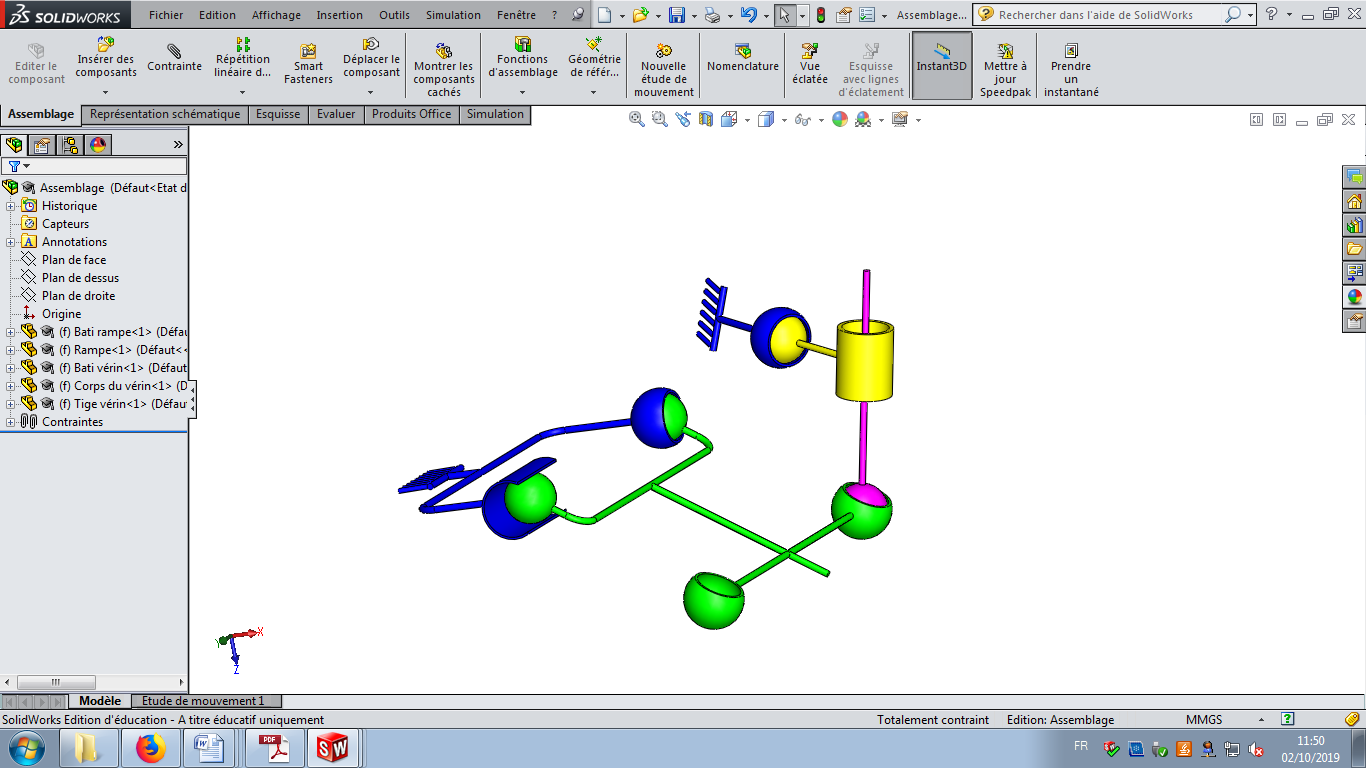 SOLIDWORKS Fichier Edition Affichage Insertion Outils Simulation Fenêtre ? Assemblage... Rechercher dans l'aide de SolidWorks
Editer le composant
Insérer des composants
Contrainte
Répétition linéaire d...
Smart Fasteners
Déplacer le composant
Montrer les composants cachés
Fonctions d'assemblage
Géométrie de référ...
Nouvelle étude de mouvement
Nomenclature
Vue éclatée
Esquisse avec lignes d'éclatement
Instant3D
Mettre à jour Speedpak
Prendre un instantané
Assemblage Représentation schématique Esquisse Evaluer Produits Office Simulation
Assemblage (Défaut<Etat d
Historique
Capteurs
Annotations
Plan de face
Plan de dessus
Plan de droite
Origine
(f) Bati rampe<1> (Défau
(f) Rampe<1> (Défaut<<
(f) Bati vérin<1> (Défaut
(f) Corps du vérin<1> (D
(f) Tige vérin<1> (Défau
Contraintes
X
Y
Z
Modèle Etude de mouvement 1
SolidWorks Edition d'éducation - A titre éducatif uniquement Totalement contraint Edition: Assemblage MMGS
PDF
SW
FR
11:50
02/10/2019